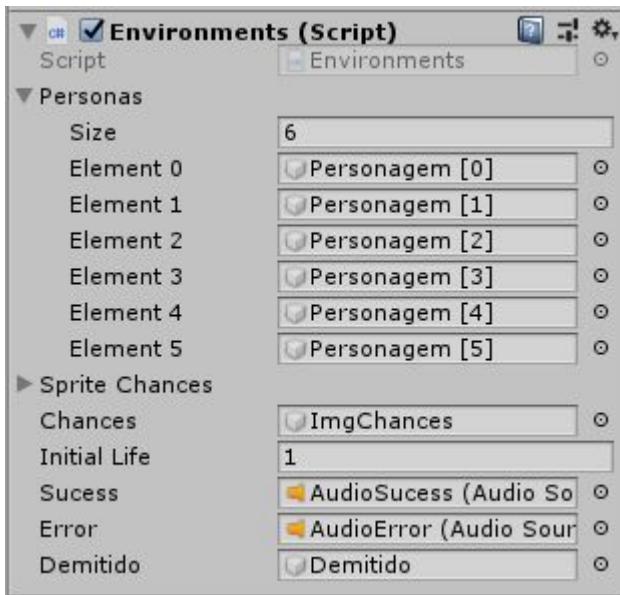 Environments (Script)
Script Environments
Personas
Size 6
Element 0 Personagem [0]
Element 1 Personagem [1]
Element 2 Personagem [2]
Element 3 Personagem [3]
Element 4 Personagem [4]
Element 5 Personagem [5]
Sprite Chances
Chances ImgChances
Initial Life 1
Sucess AudioSucess (Audio So
Error AudioError (Audio Sour
Demitido Demitido